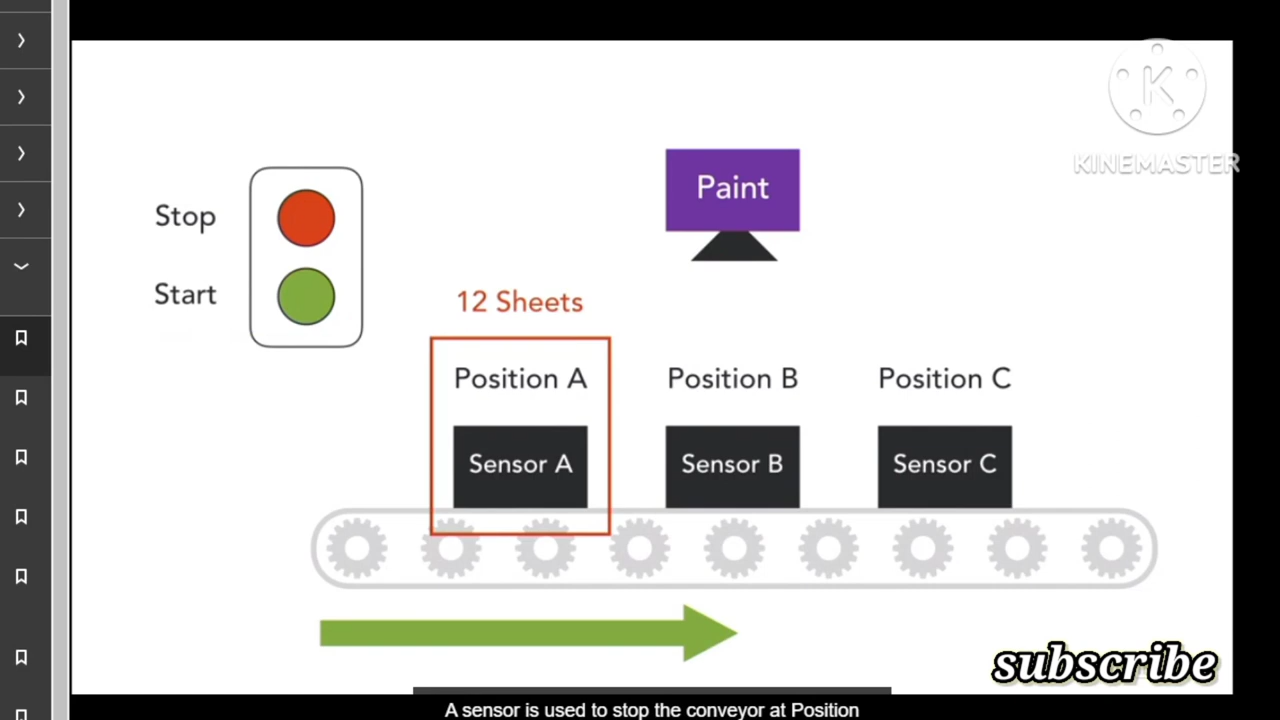 KINEMASTER
Paint
Stop
Start
12 Sheets
Position A
Position B
Position C
Sensor A
Sensor B
Sensor C
subscribe
A sensor is used to stop the conveyor at Position